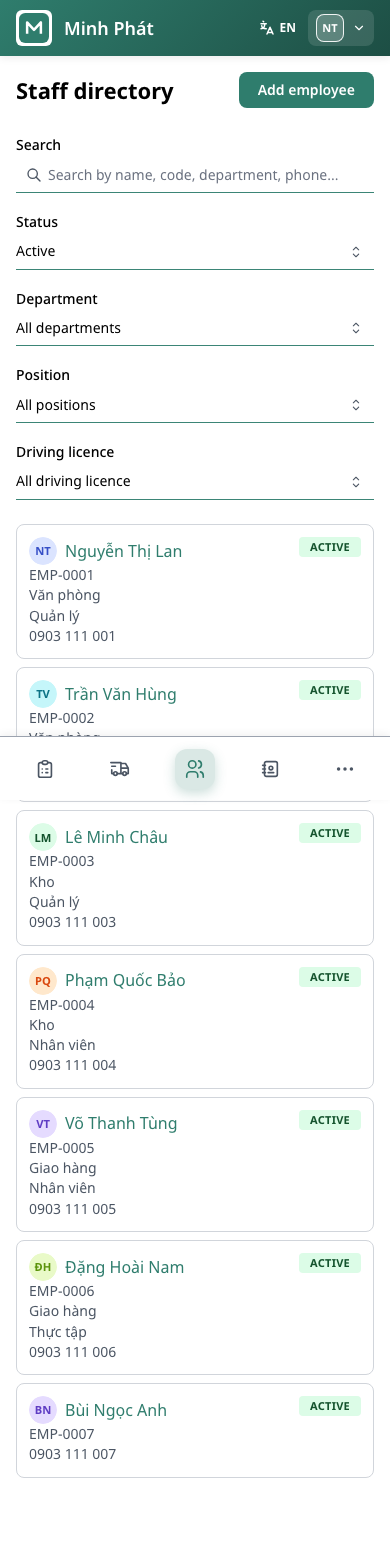 Minh Phát
EN
NT
Staff directory
Add employee
Search
Search by name, code, department, phone...
Status
Active
Department
All departments
Position
All positions
Driving licence
All driving licence
NT
Nguyễn Thị Lan
ACTIVE
EMP-0001
Văn phòng
Quản lý
0903 111 001
TV
Trần Văn Hùng
ACTIVE
EMP-0002
LM
Lê Minh Châu
ACTIVE
EMP-0003
Kho
Quản lý
0903 111 003
PQ
Phạm Quốc Bảo
ACTIVE
EMP-0004
Kho
Nhân viên
0903 111 004
VT
Võ Thanh Tùng
ACTIVE
EMP-0005
Giao hàng
Nhân viên
0903 111 005
ĐH
Đặng Hoài Nam
ACTIVE
EMP-0006
Giao hàng
Thực tập
0903 111 006
BN
Bùi Ngọc Anh
ACTIVE
EMP-0007
0903 111 007